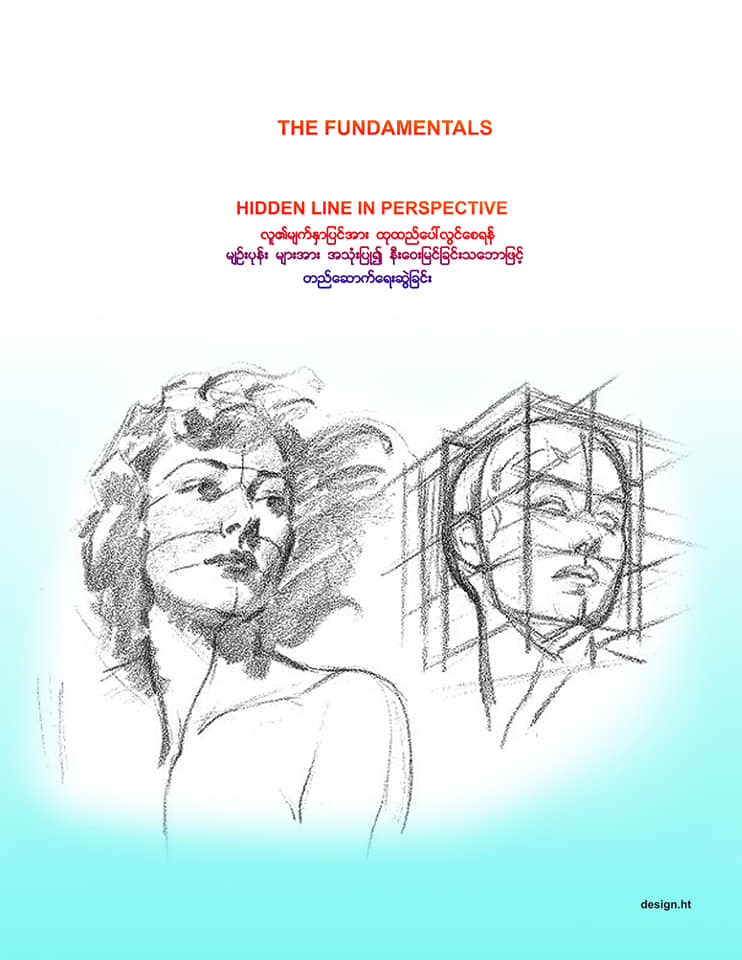 THE FUNDAMENTALS
HIDDEN LINE IN PERSPECTIVE
လူ၏မျက်နှာပြင်အား ထုထည်ပေါ်လွင်စေရန်
မျဉ်းပုန်း များအား အသုံးပြု၍ နီးဝေးမြင်ခြင်းသဘောဖြင့်
တည်ဆောက်ရေးဆွဲခြင်း
design.ht